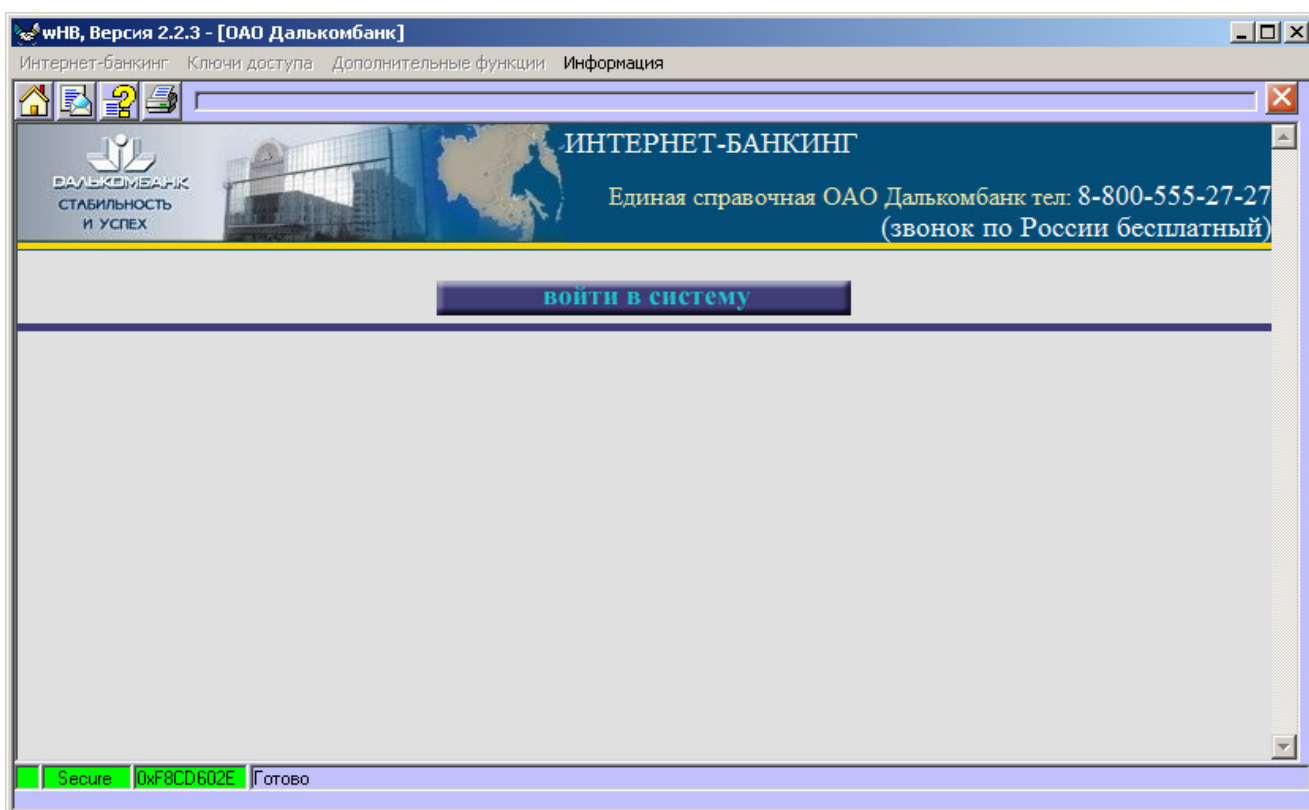 wHB, Версия 2.2.3 - [ОАО Далькомбанк]
Интернет-банкинг Ключи доступа Дополнительные функции Информация
ДАЛЬКОМБАНК
СТАБИЛЬНОСТЬ
И УСПЕХ
ИНТЕРНЕТ-БАНКИНГ
Единая справочная ОАО Далькомбанк тел: 8-800-555-27-27
(звонок по России бесплатный)
войти в систему
Secure 0xF8CD602E Готово